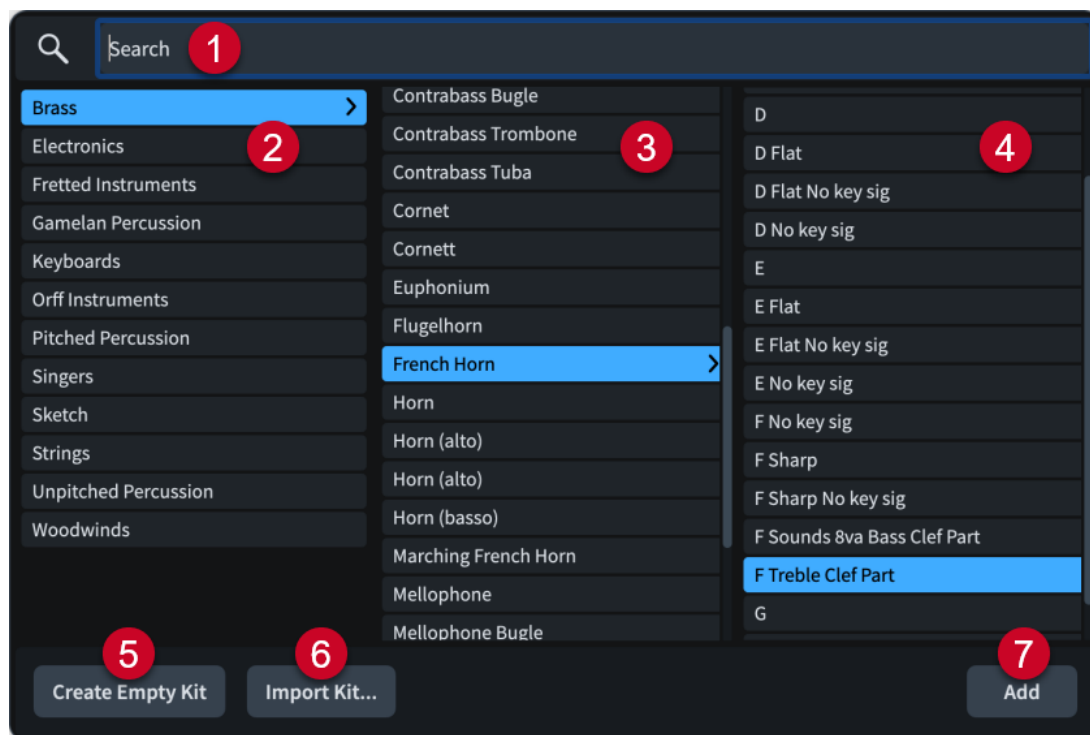 Search
1
Brass
Electronics
Fretted Instruments
Gamelan Percussion
Keyboards
Orff Instruments
Pitched Percussion
Singers
Sketch
Strings
Unpitched Percussion
Woodwinds
2
Contrabass Bugle
Contrabass Trombone
Contrabass Tuba
Cornet
Cornett
Euphonium
Flugelhorn
French Horn
Horn
Horn (alto)
Horn (alto)
Horn (basso)
Marching French Horn
Mellophone
Mellophone Bugle
3
D
D Flat
D Flat No key sig
D No key sig
E
E Flat
E Flat No key sig
E No key sig
F No key sig
F Sharp
F Sharp No key sig
F Sounds 8va Bass Clef Part
F Treble Clef Part
G
4
5
Create Empty Kit
6
Import Kit...
7
Add